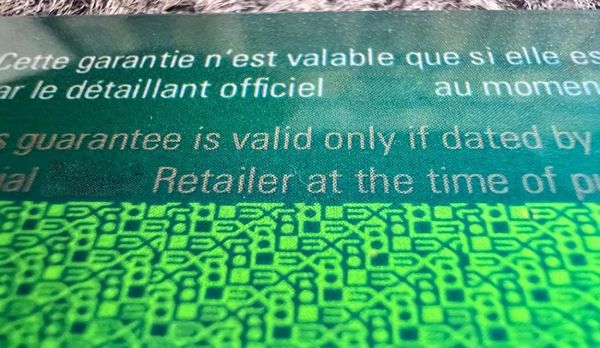 Cette garantie n'est valable que si elle es
ar le détaillant officiel au momen
s guarantee is valid only if dated by
ial Retailer at the time of pu